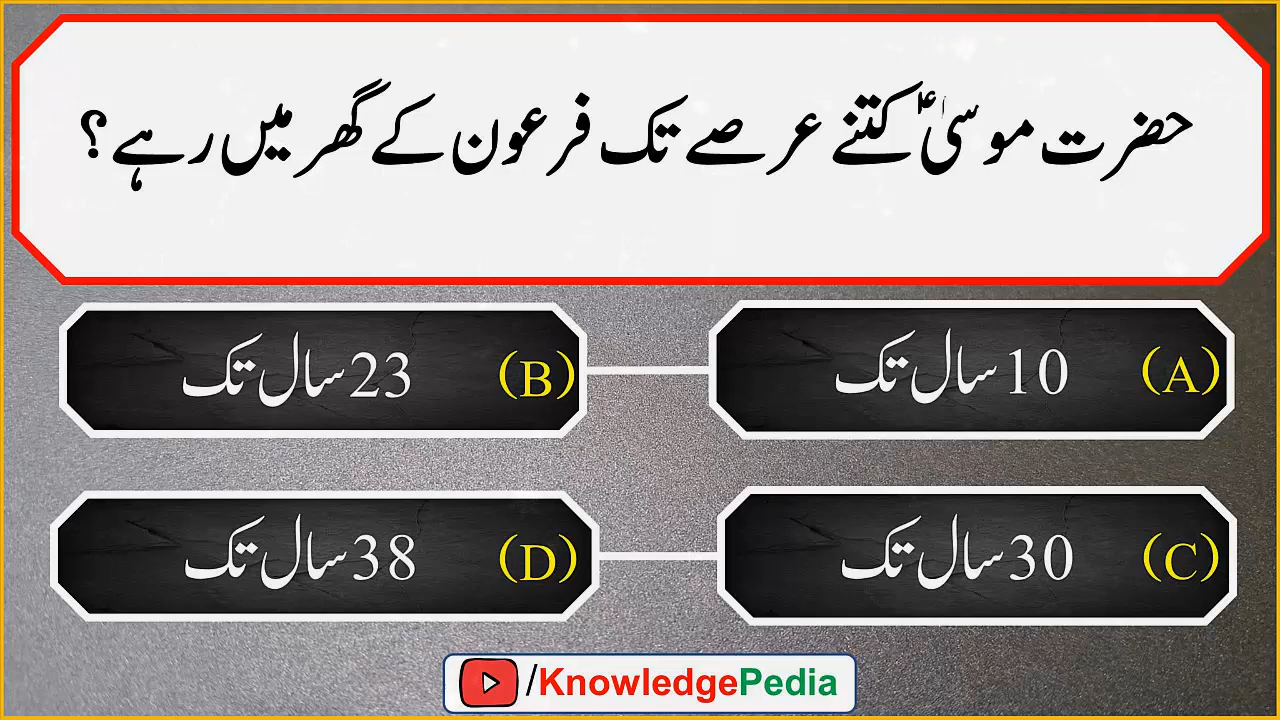 حضرت موسیٰؑ کتنے عرصے تک فرعون کے گھر میں رہے؟
(A) 10 سال تک
(B) 23 سال تک
(C) 30 سال تک
(D) 38 سال تک
/KnowledgePedia